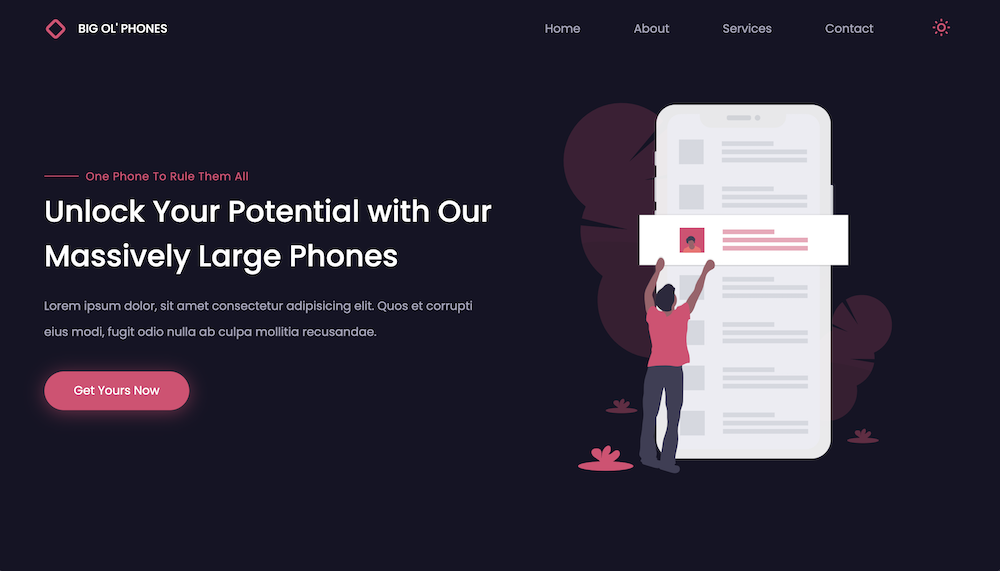 BIG OL' PHONES
Home
About
Services
Contact
One Phone To Rule Them All
Unlock Your Potential with Our
Massively Large Phones
Lorem ipsum dolor, sit amet consectetur adipisicing elit. Quos et corrupti
eius modi, fugit odio nulla ab culpa mollitia recusandae.
Get Yours Now